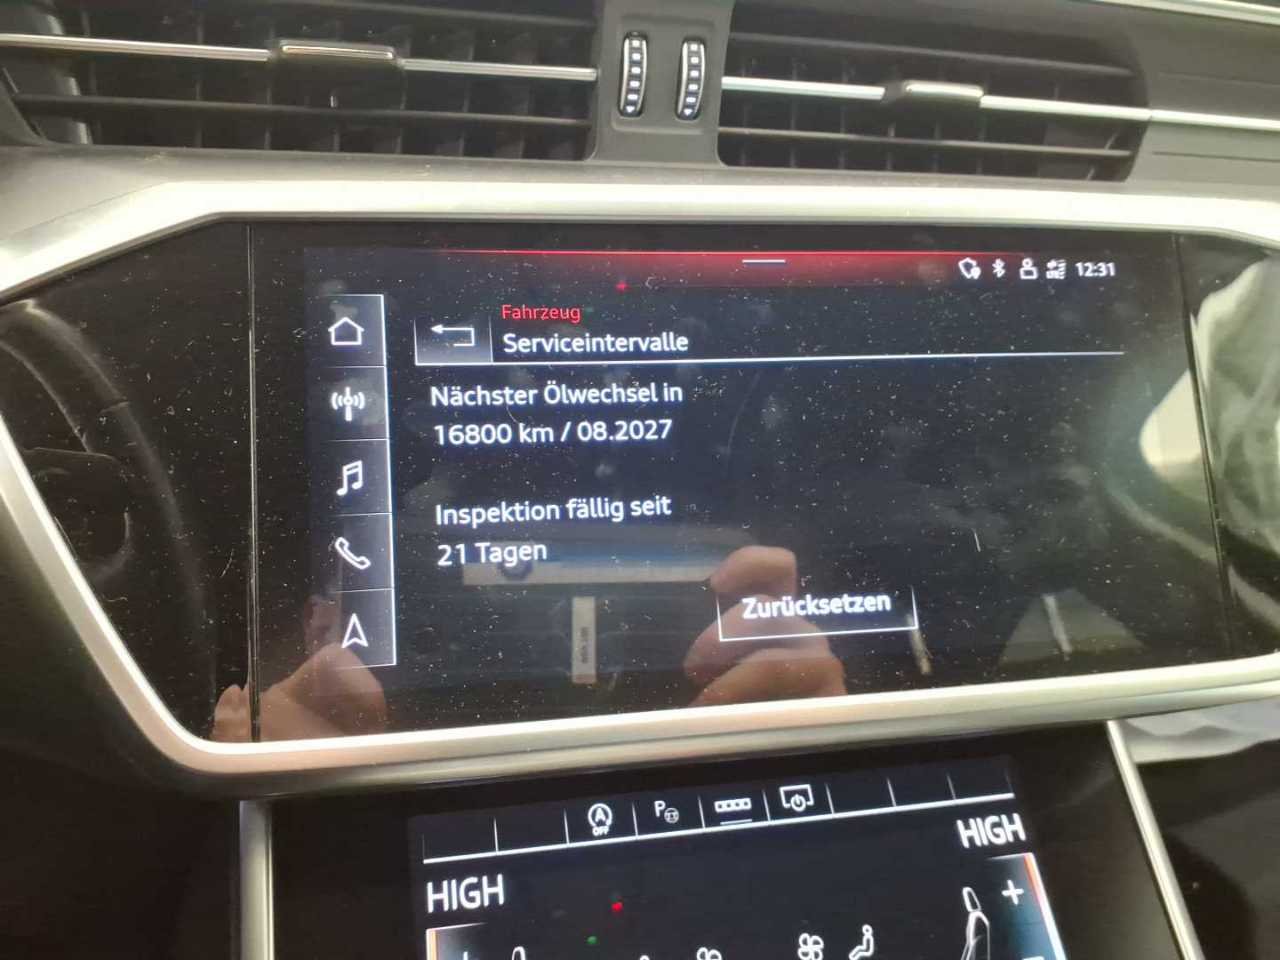 12:31
Fahrzeug
Serviceintervalle
Nächster Ölwechsel in
16800 km / 08.2027
Inspektion fällig seit
21 Tagen
Zurücksetzen
A
OFF
P
HIGH
HIGH
+